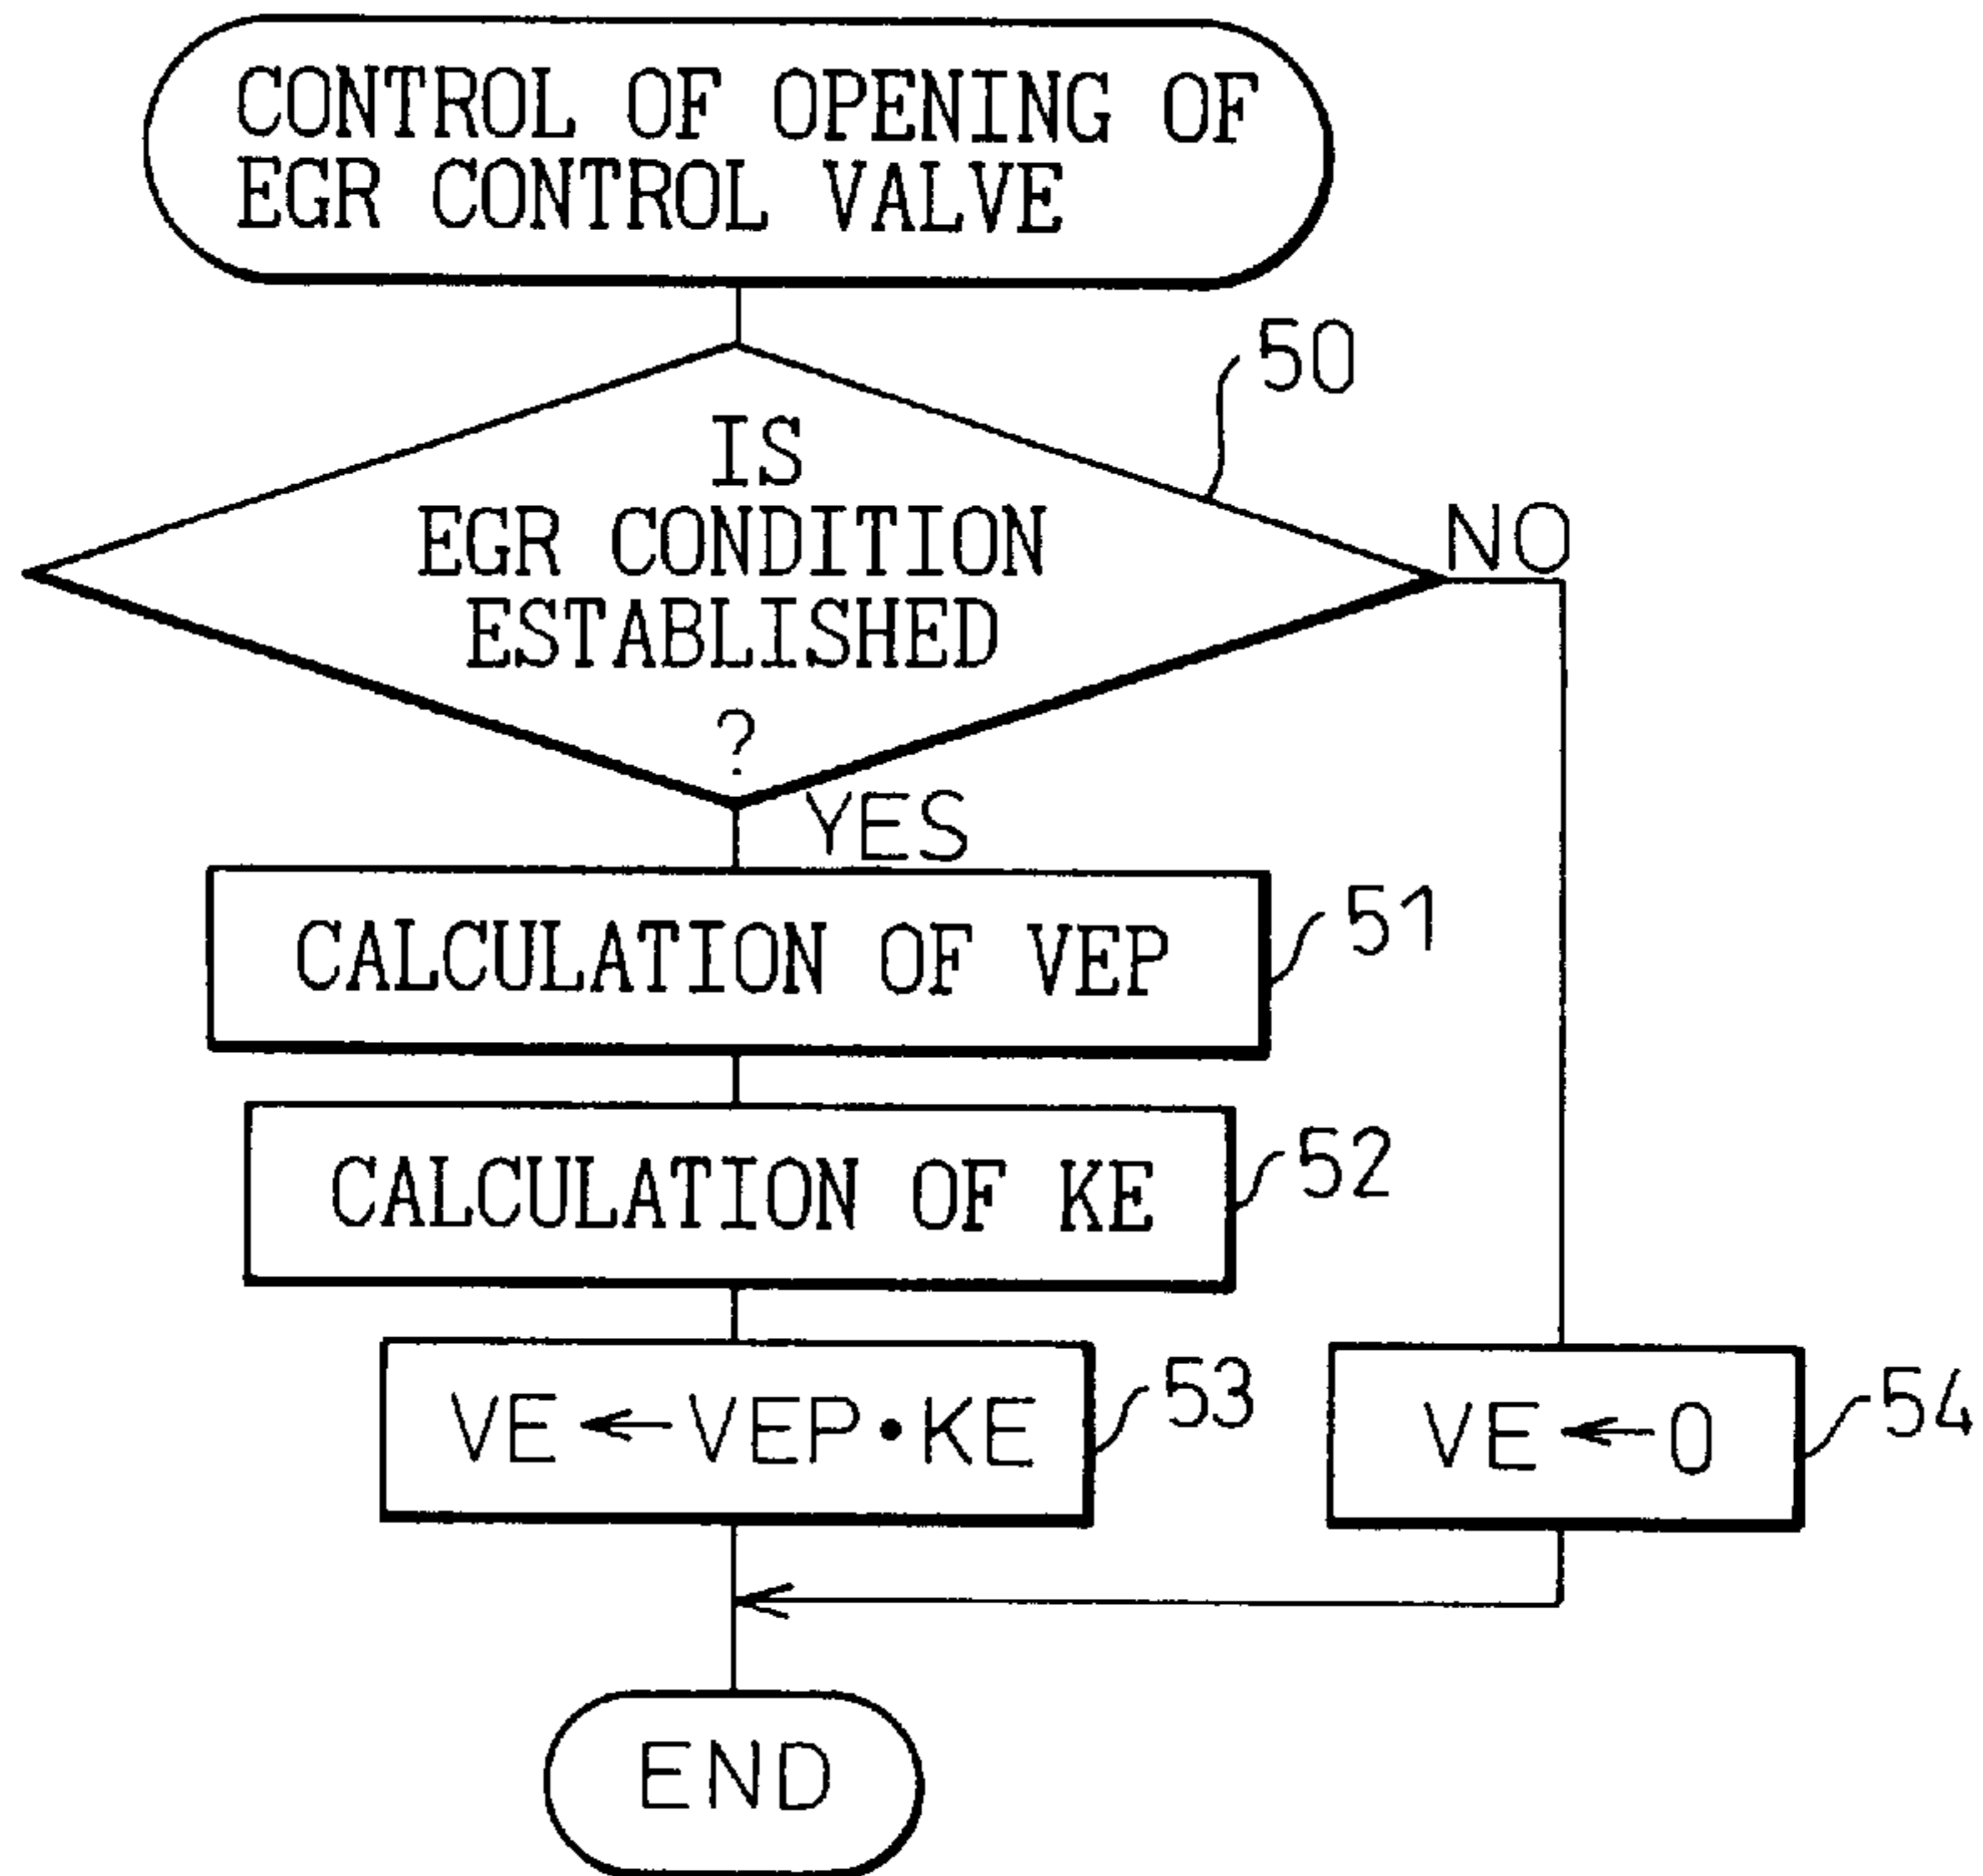 CONTROL OF OPENING OF
EGR CONTROL VALVE
50
IS
EGR CONDITION
ESTABLISHED
?
NO
YES
CALCULATION OF VEP
51
CALCULATION OF KE
52
VE ← VEP•KE
53
VE ← 0
54
END